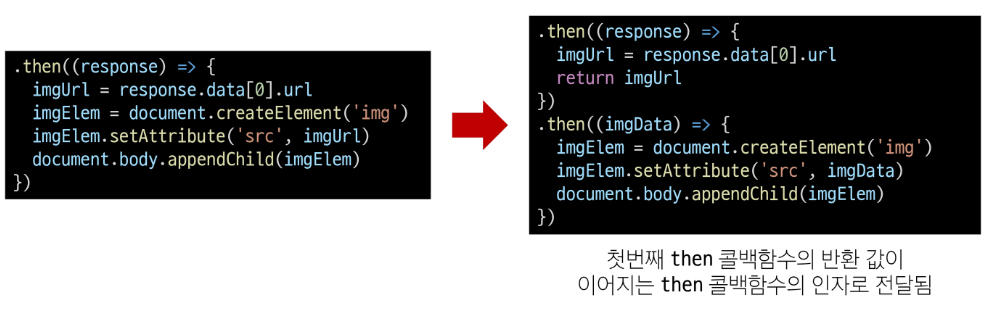 .then((response) => {
  imgUrl = response.data[0].url
  imgElem = document.createElement('img')
  imgElem.setAttribute('src', imgUrl)
  document.body.appendChild(imgElem)
})
.then((response) => {
  imgUrl = response.data[0].url
  return imgUrl
})
.then((imgData) => {
  imgElem = document.createElement('img')
  imgElem.setAttribute('src', imgData)
  document.body.appendChild(imgElem)
})
첫번째 then 콜백함수의 반환 값이
이어지는 then 콜백함수의 인자로 전달됨